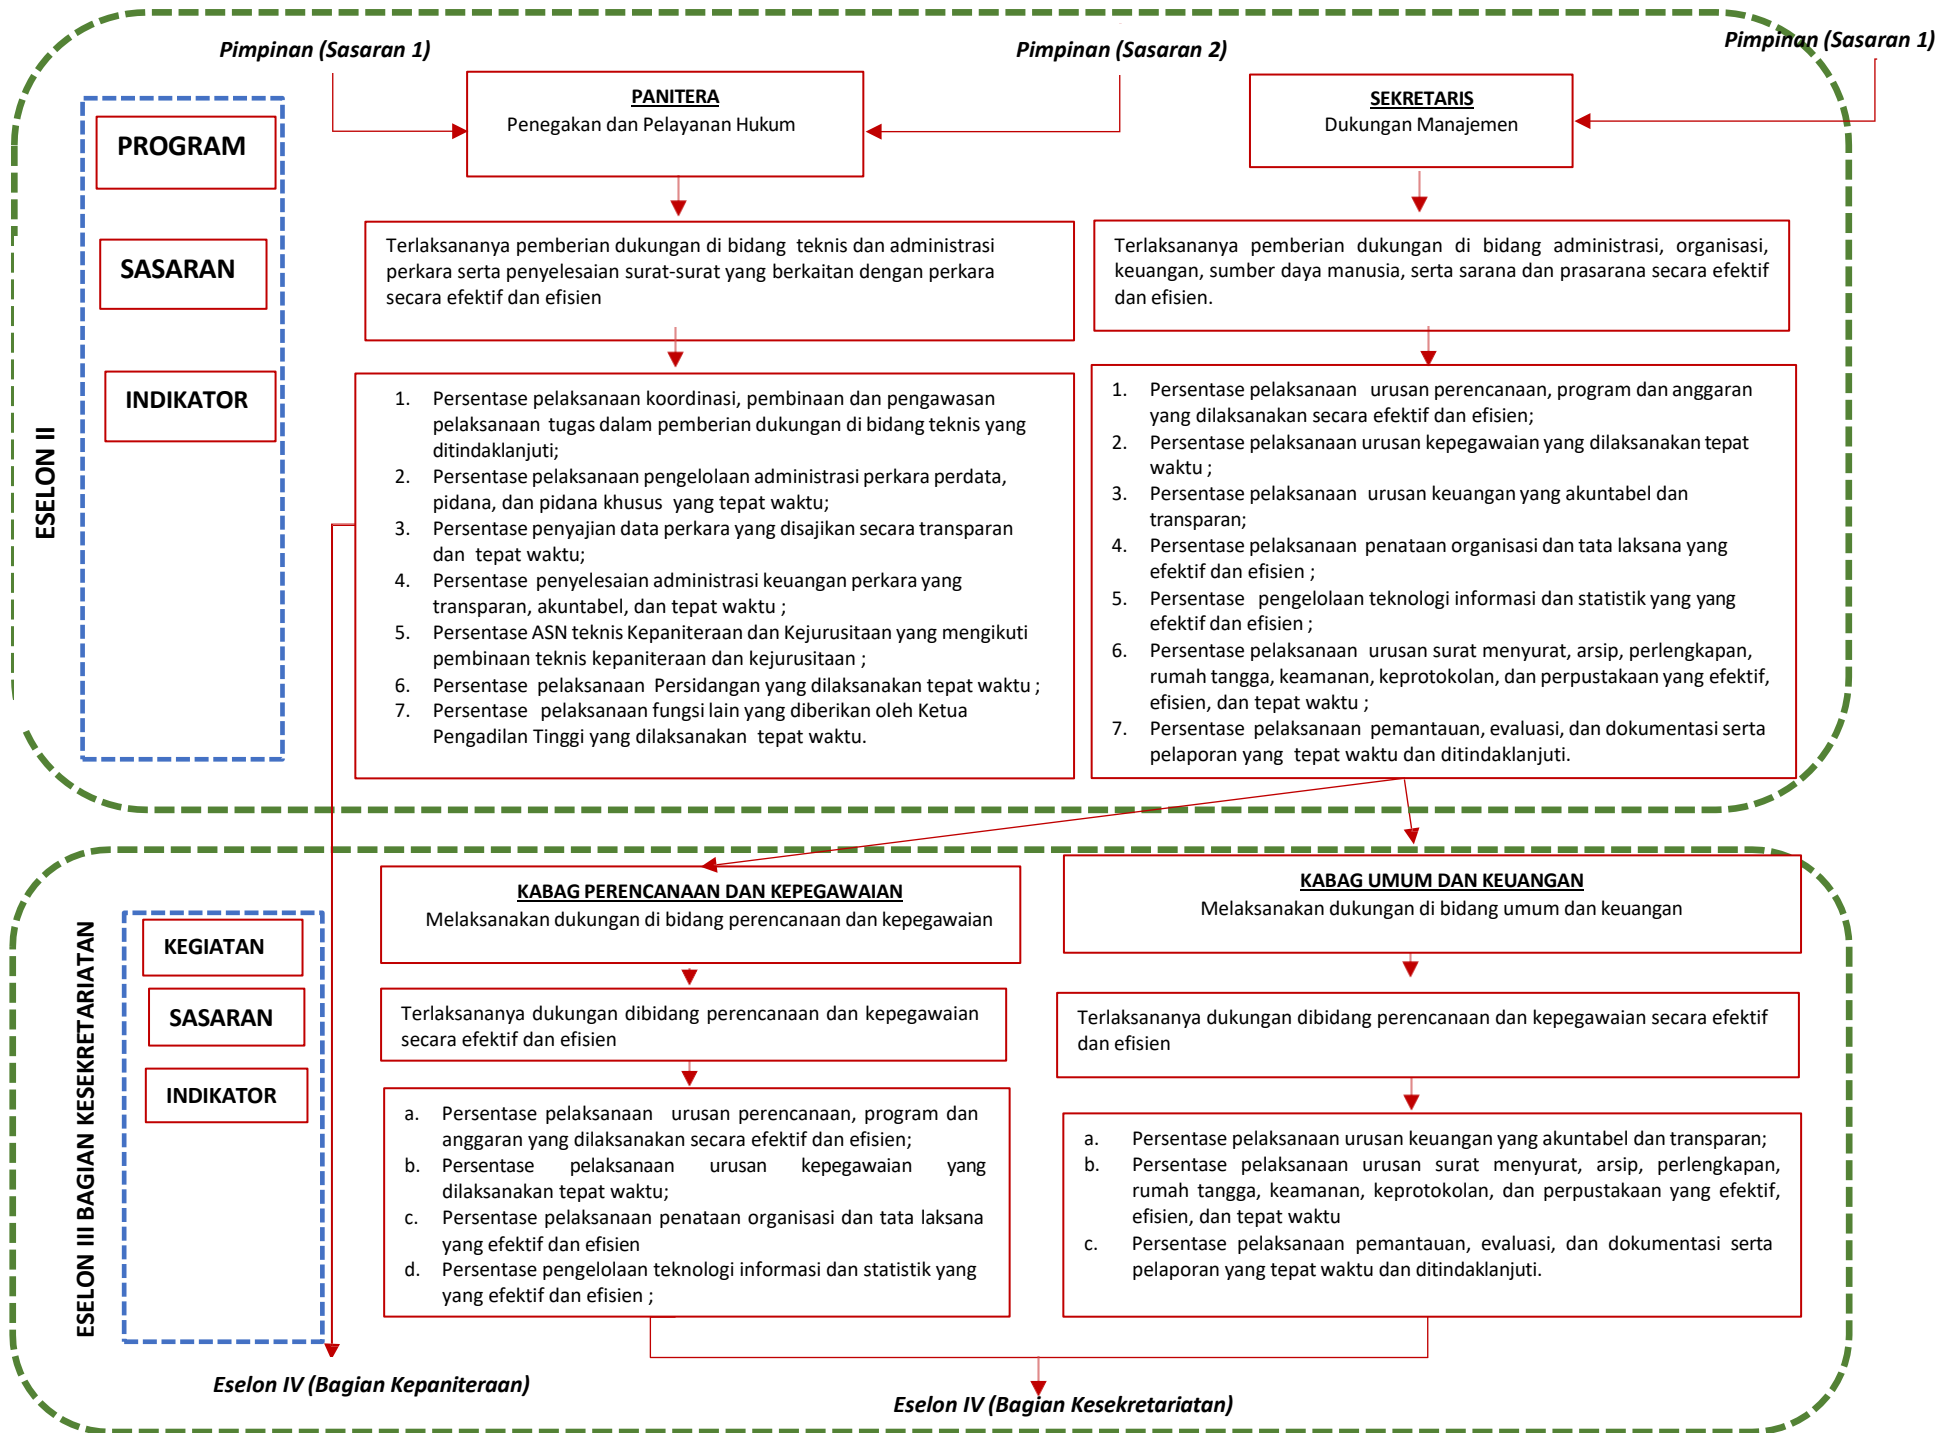 Pimpinan (Sasaran 1)
Pimpinan (Sasaran 2)
Pimpinan (Sasaran 1)
ESELON II
PROGRAM
SASARAN
INDIKATOR
PANITERA
Penegakan dan Pelayanan Hukum
SEKRETARIS
Dukungan Manajemen
Terlaksananya pemberian dukungan di bidang teknis dan administrasi
perkara serta penyelesaian surat-surat yang berkaitan dengan perkara
secara efektif dan efisien
Terlaksananya pemberian dukungan di bidang administrasi, organisasi,
keuangan, sumber daya manusia, serta sarana dan prasarana secara efektif
dan efisien.
1. Persentase pelaksanaan koordinasi, pembinaan dan pengawasan
pelaksanaan tugas dalam pemberian dukungan di bidang teknis yang
ditindaklanjuti;
2. Persentase pelaksanaan pengelolaan administrasi perkara perdata,
pidana, dan pidana khusus yang tepat waktu;
3. Persentase penyajian data perkara yang disajikan secara transparan
dan tepat waktu;
4. Persentase penyelesaian administrasi keuangan perkara yang
transparan, akuntabel, dan tepat waktu ;
5. Persentase ASN teknis Kepaniteraan dan Kejurusitaan yang mengikuti
pembinaan teknis kepaniteraan dan kejurusitaan ;
6. Persentase pelaksanaan Persidangan yang dilaksanakan tepat waktu ;
7. Persentase pelaksanaan fungsi lain yang diberikan oleh Ketua
Pengadilan Tinggi yang dilaksanakan tepat waktu.
1. Persentase pelaksanaan urusan perencanaan, program dan anggaran
yang dilaksanakan secara efektif dan efisien;
2. Persentase pelaksanaan urusan kepegawaian yang dilaksanakan tepat
waktu ;
3. Persentase pelaksanaan urusan keuangan yang akuntabel dan
transparan;
4. Persentase pelaksanaan penataan organisasi dan tata laksana yang
efektif dan efisien ;
5. Persentase pengelolaan teknologi informasi dan statistik yang yang
efektif dan efisien ;
6. Persentase pelaksanaan urusan surat menyurat, arsip, perlengkapan,
rumah tangga, keamanan, keprotokolan, dan perpustakaan yang efektif,
efisien, dan tepat waktu ;
7. Persentase pelaksanaan pemantauan, evaluasi, dan dokumentasi serta
pelaporan yang tepat waktu dan ditindaklanjuti.
ESELON III BAGIAN KESEKRETARIATAN
KEGIATAN
SASARAN
INDIKATOR
KABAG PERENCANAAN DAN KEPEGAWAIAN
Melaksanakan dukungan di bidang perencanaan dan kepegawaian
KABAG UMUM DAN KEUANGAN
Melaksanakan dukungan di bidang umum dan keuangan
Terlaksananya dukungan dibidang perencanaan dan kepegawaian
secara efektif dan efisien
Terlaksananya dukungan dibidang perencanaan dan kepegawaian secara efektif
dan efisien
a. Persentase pelaksanaan urusan perencanaan, program dan
anggaran yang dilaksanakan secara efektif dan efisien;
b. Persentase pelaksanaan urusan kepegawaian yang
dilaksanakan tepat waktu;
c. Persentase pelaksanaan penataan organisasi dan tata laksana
yang efektif dan efisien
d. Persentase pengelolaan teknologi informasi dan statistik yang
yang efektif dan efisien ;
a. Persentase pelaksanaan urusan keuangan yang akuntabel dan transparan;
b. Persentase pelaksanaan urusan surat menyurat, arsip, perlengkapan,
rumah tangga, keamanan, keprotokolan, dan perpustakaan yang efektif,
efisien, dan tepat waktu
c. Persentase pelaksanaan pemantauan, evaluasi, dan dokumentasi serta
pelaporan yang tepat waktu dan ditindaklanjuti.
Eselon IV (Bagian Kepaniteraan)
Eselon IV (Bagian Kesekretariatan)